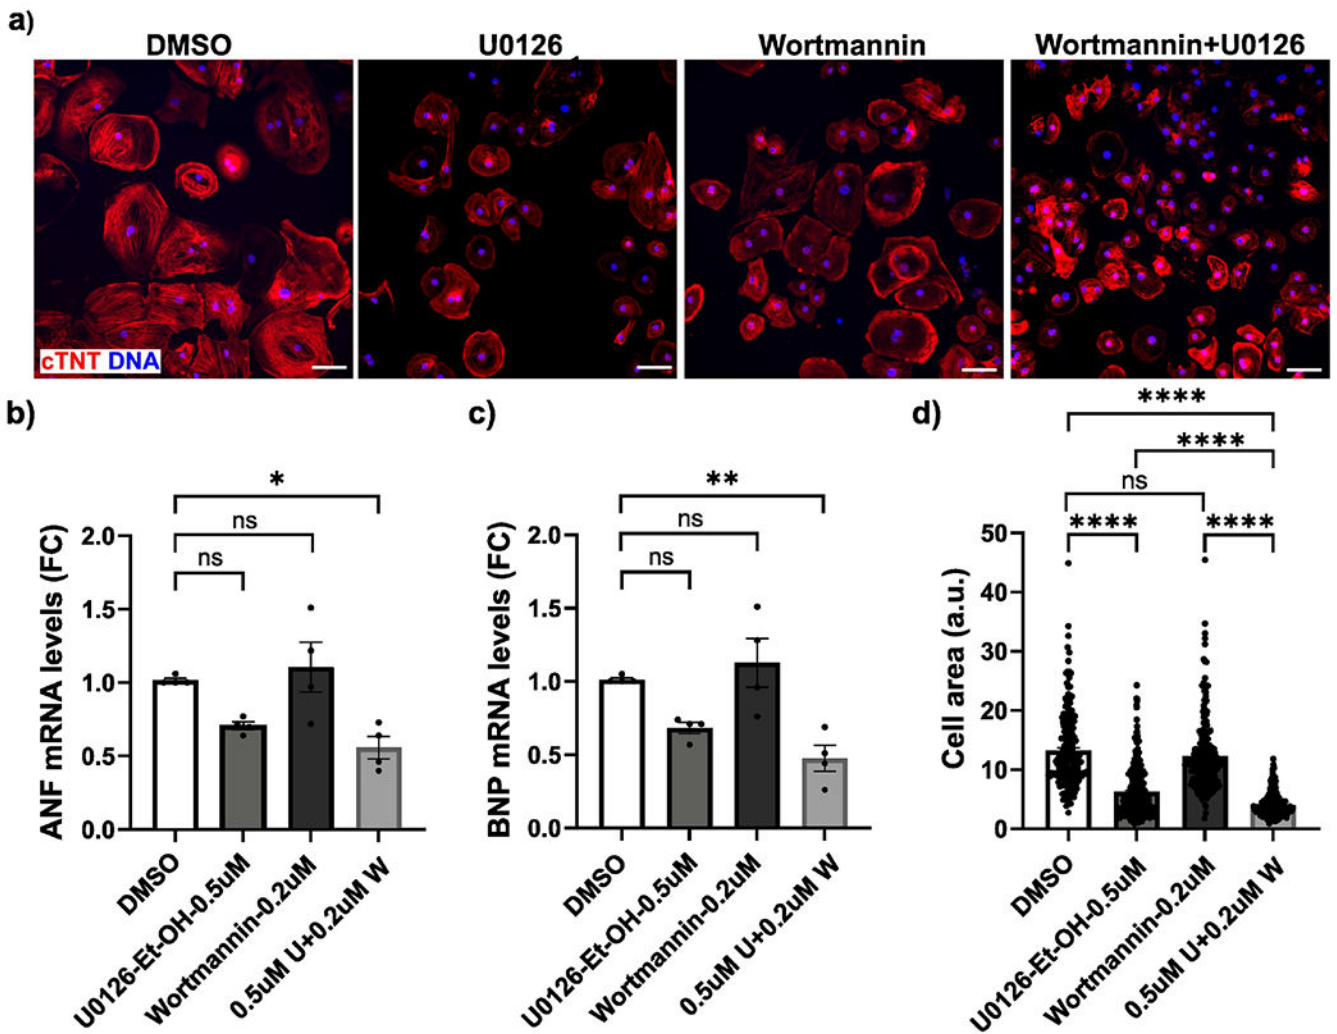 a)
DMSO
U0126
Wortmannin
Wortmannin+U0126
cTNT DNA
b)
c)
d)
*
ns
ns
ANF mRNA levels (FC)
2.0
1.5
1.0
0.5
0.0
DMSO
U0126-Et-OH-0.5uM
Wortmannin-0.2uM
0.5uM U+0.2uM W
**
ns
ns
BNP mRNA levels (FC)
2.0
1.5
1.0
0.5
0.0
DMSO
U0126-Et-OH-0.5uM
Wortmannin-0.2uM
0.5uM U+0.2uM W
****
****
ns
****
****
Cell area (a.u.)
50
40
30
20
10
0
DMSO
U0126-Et-OH-0.5uM
Wortmannin-0.2uM
0.5uM U+0.2uM W